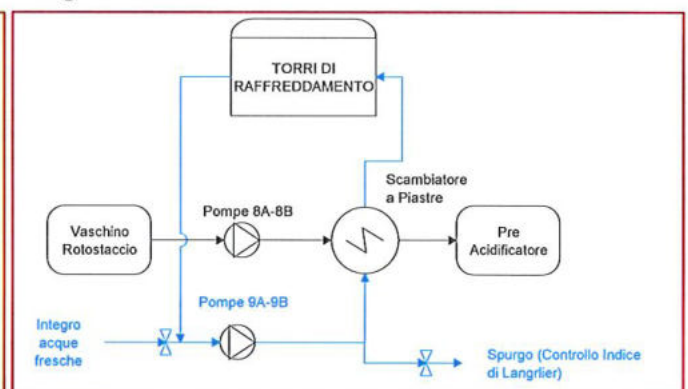 TORRI DI
RAFFREDDAMENTO
Scambiatore
a Piastre
Pompe 8A-8B
Vaschino
Rotostaccio
Pre
Acidificatore
Pompe 9A-9B
Integro
acque
fresche
Spurgo (Controllo Indice
di Langrlier)